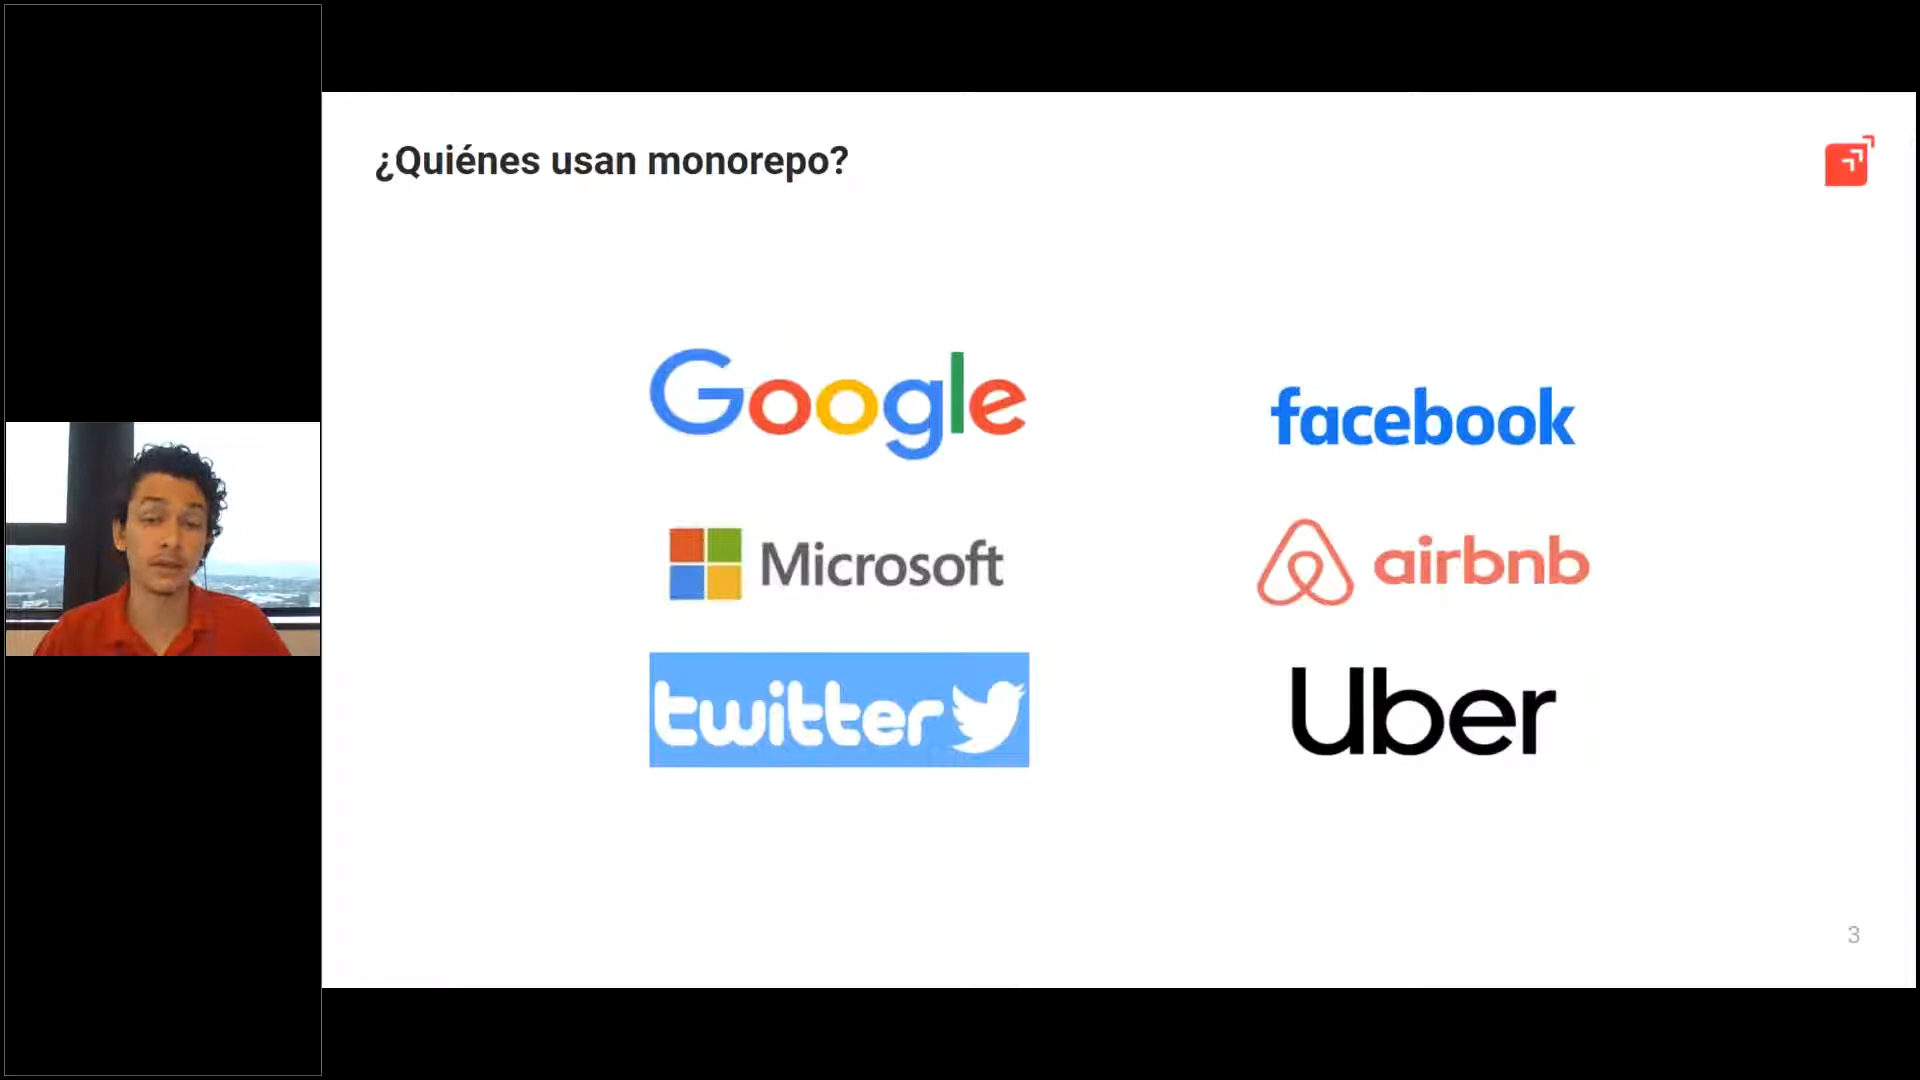 ¿Quiénes usan monorepo?
Google
facebook
Microsoft
airbnb
twitter
Uber
3